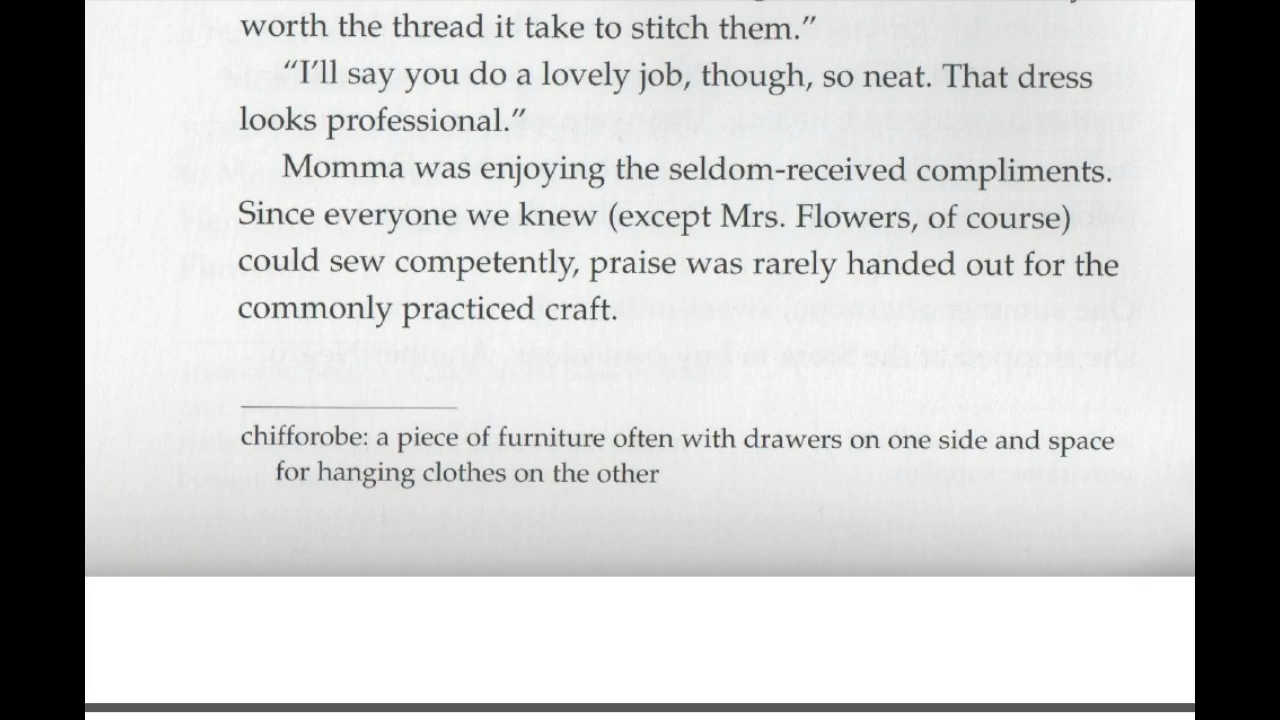 worth the thread it take to stitch them.”
“I’ll say you do a lovely job, though, so neat. That dress
looks professional.”
Momma was enjoying the seldom-received compliments.
Since everyone we knew (except Mrs. Flowers, of course)
could sew competently, praise was rarely handed out for the
commonly practiced craft.
chifforobe: a piece of furniture often with drawers on one side and space
for hanging clothes on the other